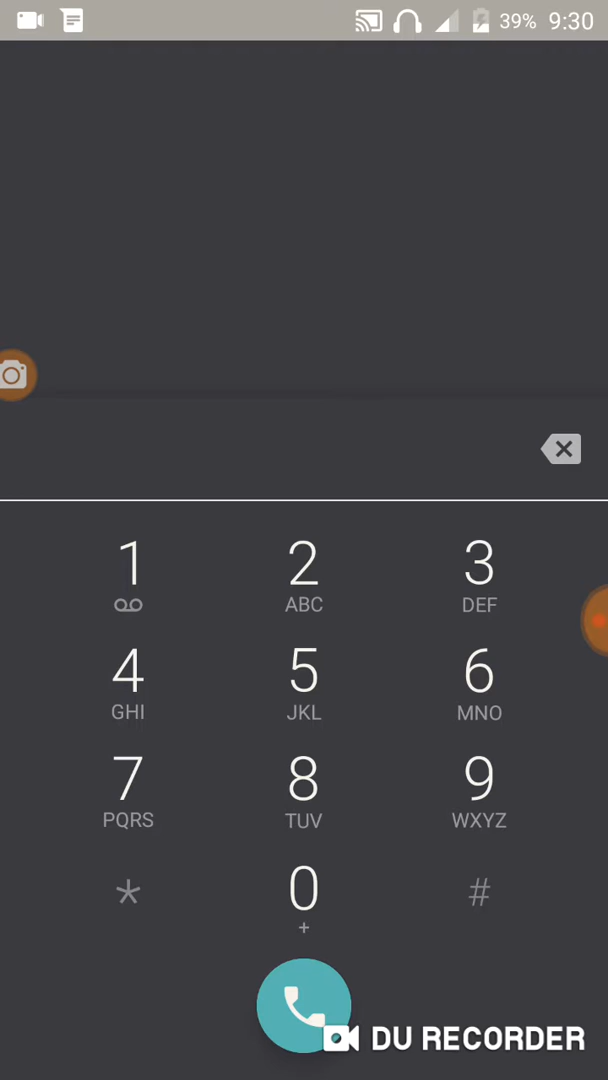 39% 9:30
1 2 3
ABC DEF
4 5 6
GHI JKL MNO
7 8 9
PQRS TUV WXYZ
* 0 #
+
DU RECORDER